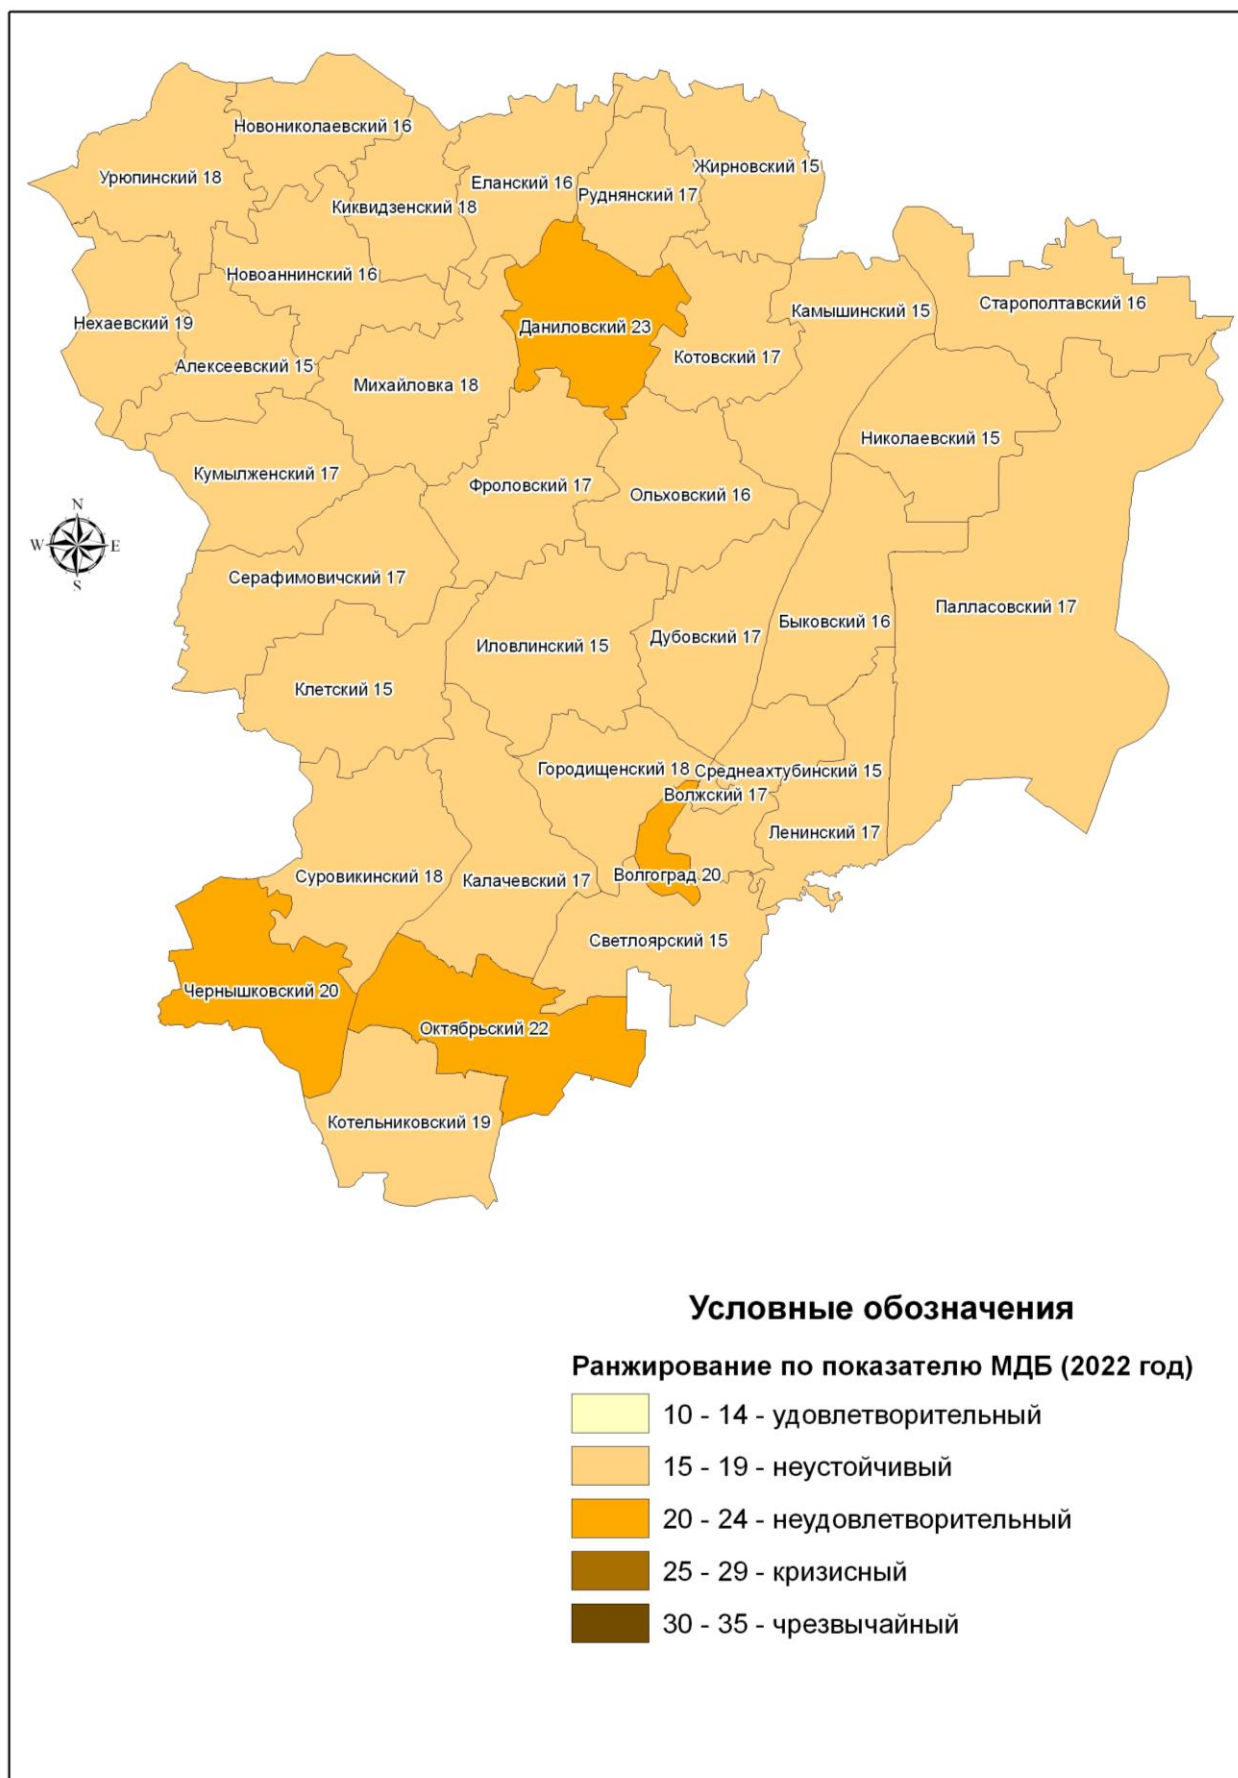 Новониколаевский 16
Урюпинский 18
Киквидзенский 18
Еланский 16
Руднянский 17
Жирновский 15
Новоаннинский 16
Нехаевский 19
Алексеевский 15
Михайловка 18
Даниловский 23
Котовский 17
Камышинский 15
Старополтавский 16
Николаевский 15
Кумылженский 17
Фроловский 17
Ольховский 16
N
W
E
S
Серафимовичский 17
Клетский 15
Иловлинский 15
Дубовский 17
Быковский 16
Палласовский 17
Городищенский 18
Среднеахтубинский 15
Волжский 17
Ленинский 17
Суровикинский 18
Калачевский 17
Волгоград 20
Светлоярский 15
Чернышковский 20
Октябрьский 22
Котельниковский 19
Условные обозначения
Ранжирование по показателю МДБ (2022 год)
10 - 14 - удовлетворительный
15 - 19 - неустойчивый
20 - 24 - неудовлетворительный
25 - 29 - кризисный
30 - 35 - чрезвычайный